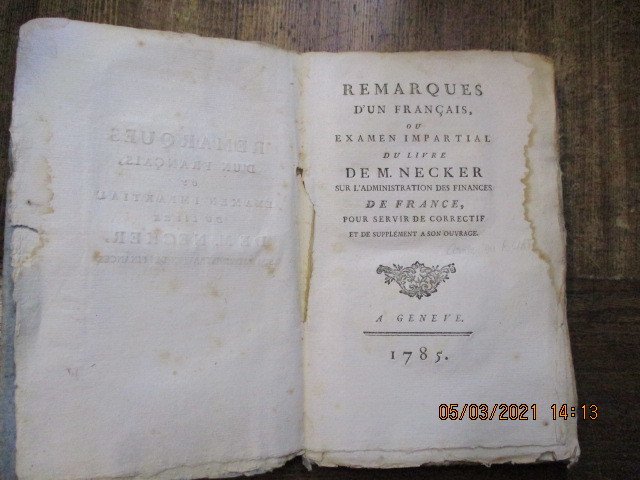 REMARQUES
D'UN FRANÇAIS,
OU
EXAMEN IMPARTIAL
DU LIVRE
DE M. NECKER
SUR L'ADMINISTRATION DES FINANCES
DE FRANCE,
POUR SERVIR DE CORRECTIF
ET DE SUPPLÉMENT A SON OUVRAGE.
A GENEVE.
1785.
05/03/2021 14:13